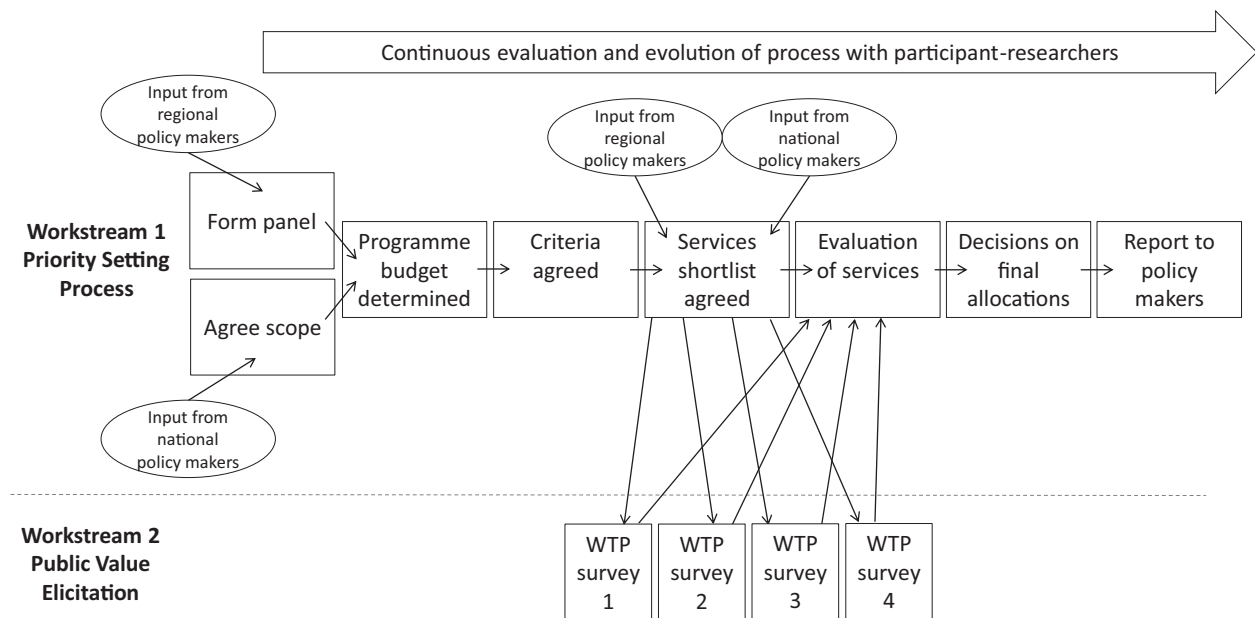 Continuous evaluation and evolution of process with participant-researchers
Input from
regional
policy makers
Input from
regional
policy makers
Input from
national
policy makers
Workstream 1
Priority Setting
Process
Form panel
Agree scope
Programme
budget
determined
Criteria
agreed
Services
shortlist
agreed
Evaluation
of services
Decisions on
final
allocations
Report to
policy
makers
Input from
national
policy makers
Workstream 2
Public Value
Elicitation
WTP
survey
1
WTP
survey
2
WTP
survey
3
WTP
survey
4